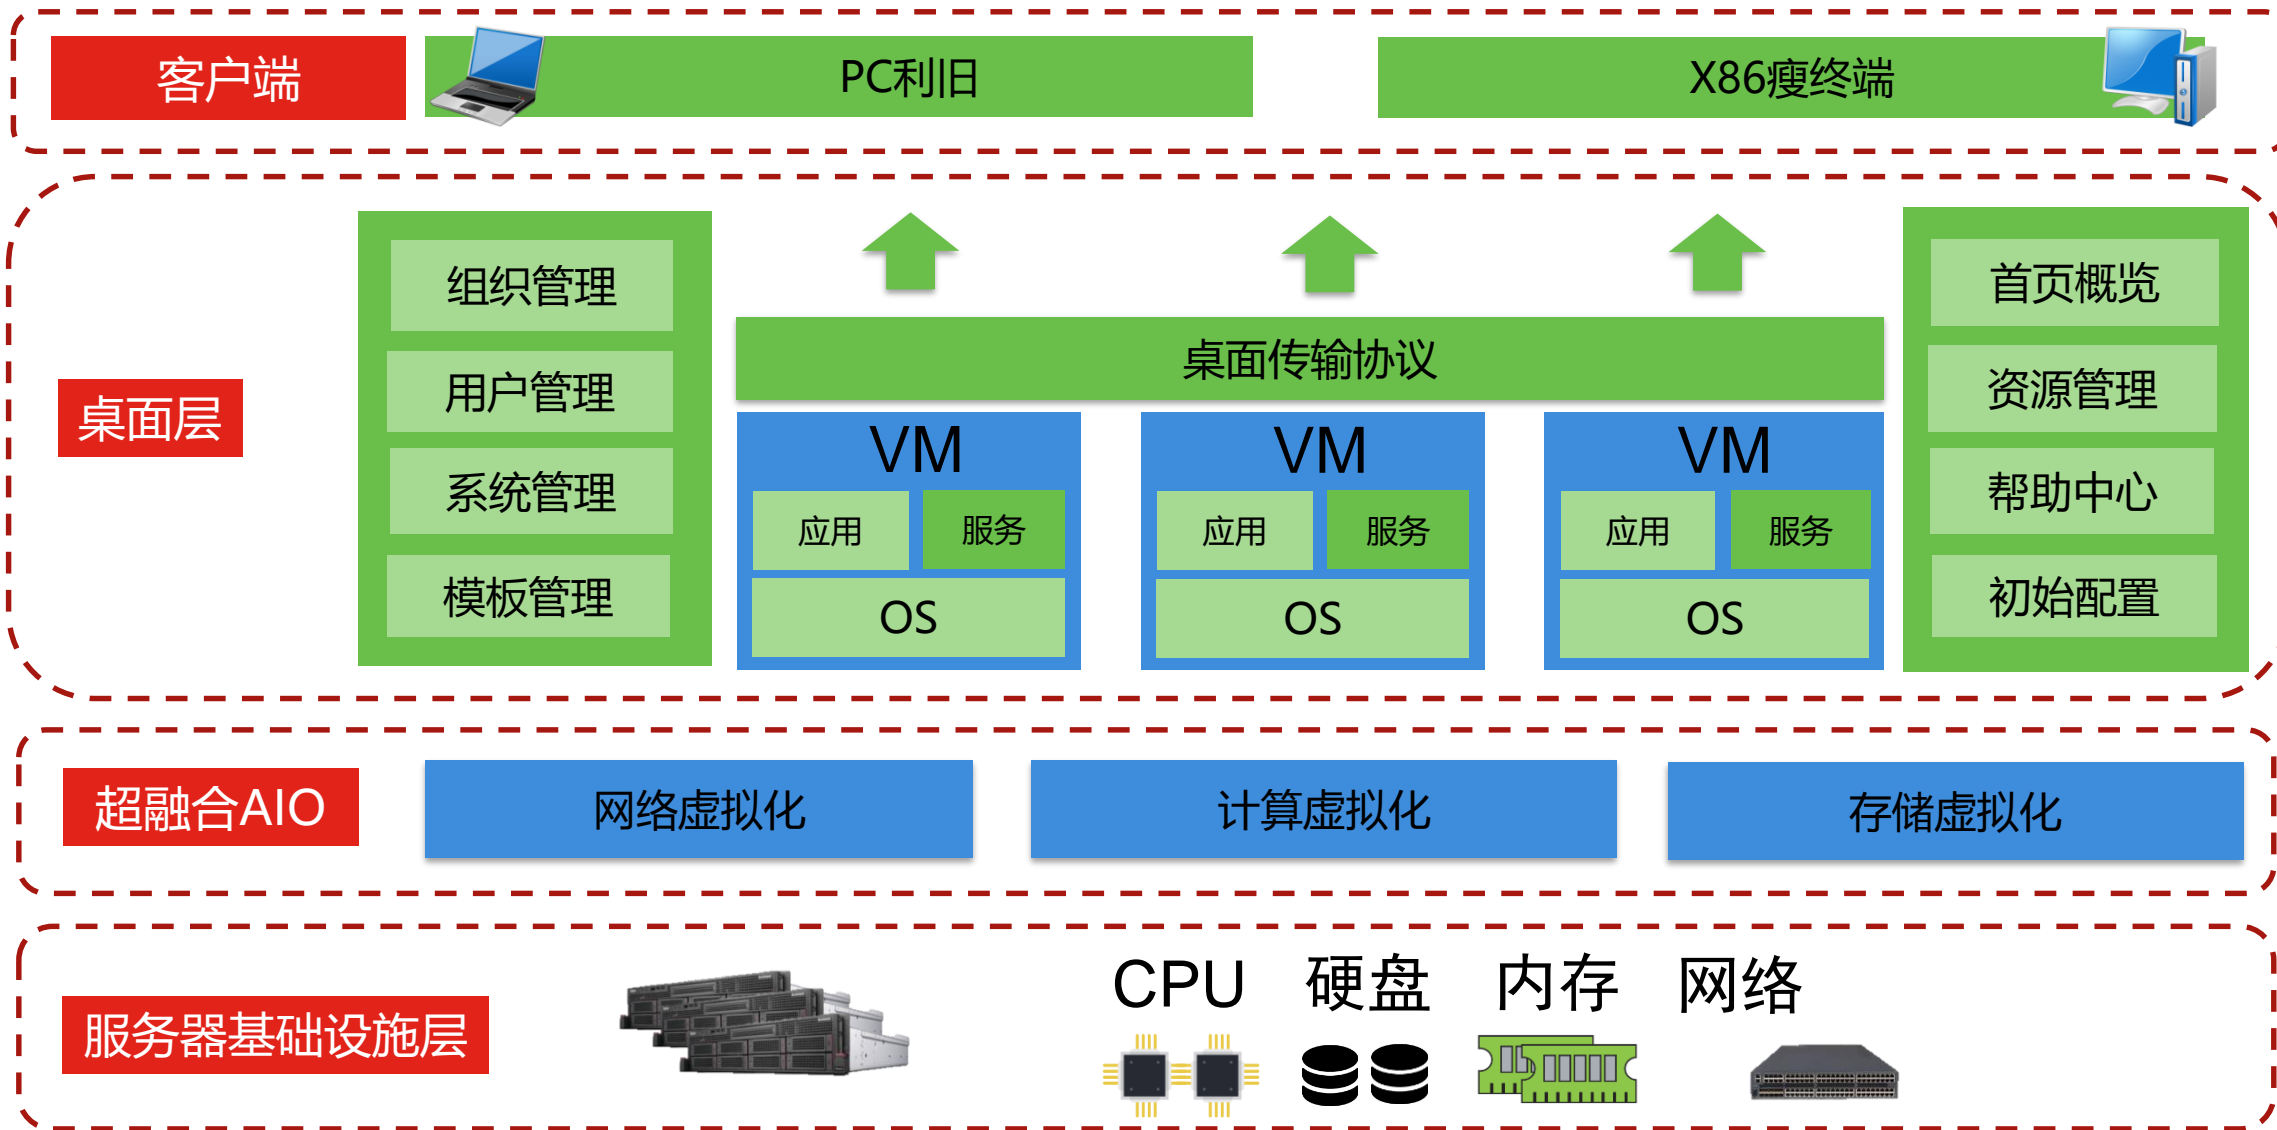 客户端
PC利旧
X86瘦终端
桌面层
组织管理
用户管理
系统管理
模板管理
桌面传输协议
VM
应用
服务
OS
VM
应用
服务
OS
VM
应用
服务
OS
首页概览
资源管理
帮助中心
初始配置
超融合AIO
网络虚拟化
计算虚拟化
存储虚拟化
服务器基础设施层
CPU
硬盘
内存
网络